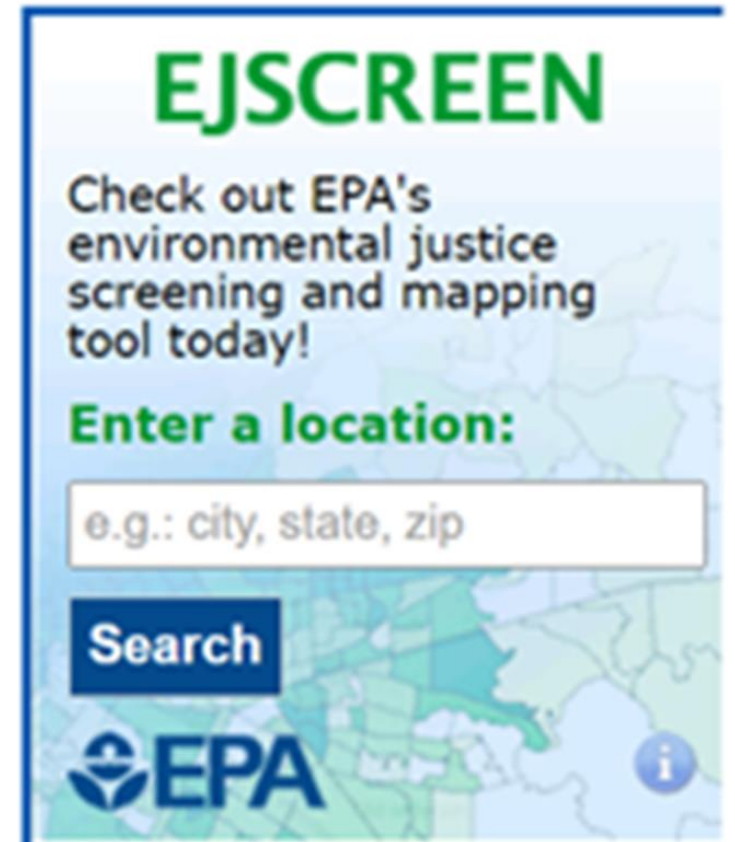 EJSCREEN
Check out EPA's
environmental justice
screening and mapping
tool today!
Enter a location:
e.g.: city, state, zip
Search
EPA
i